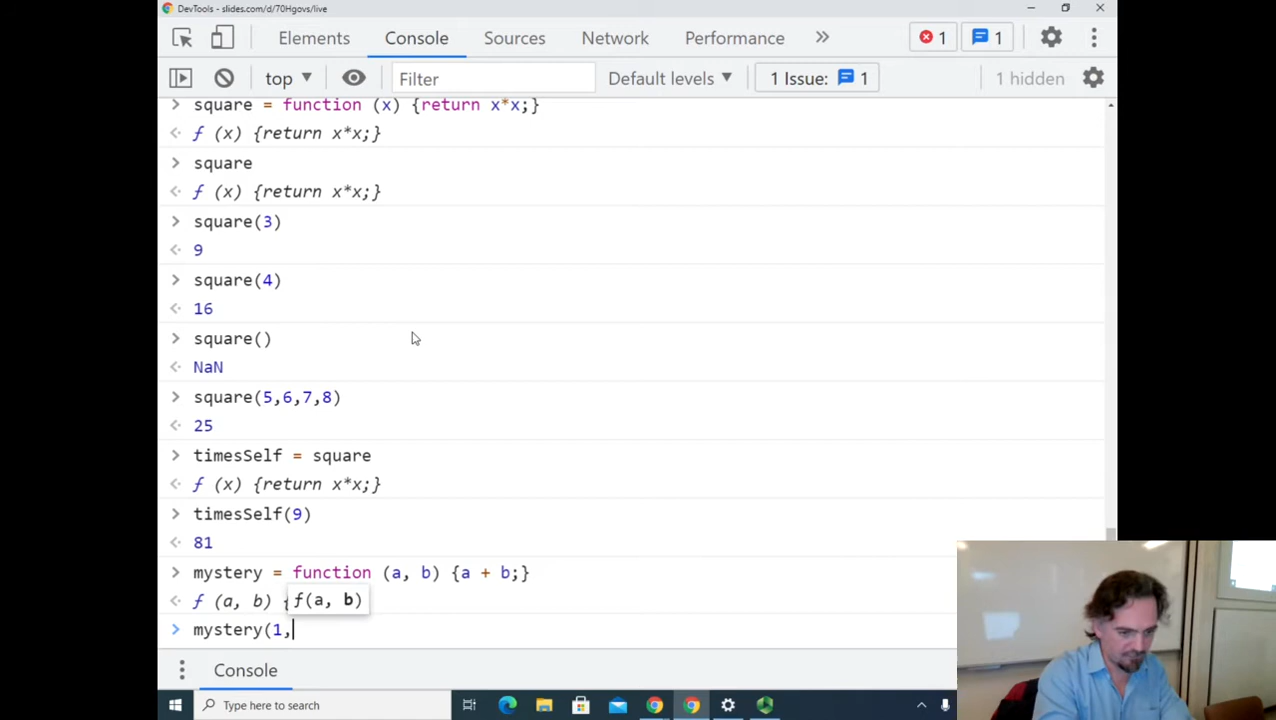 DevTools - slides.com/d/70Hgovs/live
Elements Console Sources Network Performance » 1 1
top ▼ Filter Default levels ▼ 1 Issue: 1 1 hidden
> square = function (x) {return x*x;}
<· ƒ (x) {return x*x;}
> square
<· ƒ (x) {return x*x;}
> square(3)
<· 9
> square(4)
<· 16
> square()
<· NaN
> square(5,6,7,8)
<· 25
> timesSelf = square
<· ƒ (x) {return x*x;}
> timesSelf(9)
<· 81
> mystery = function (a, b) {a + b;}
<· ƒ (a, b) { ƒ(a, b)
> mystery(1,
Console
Type here to search